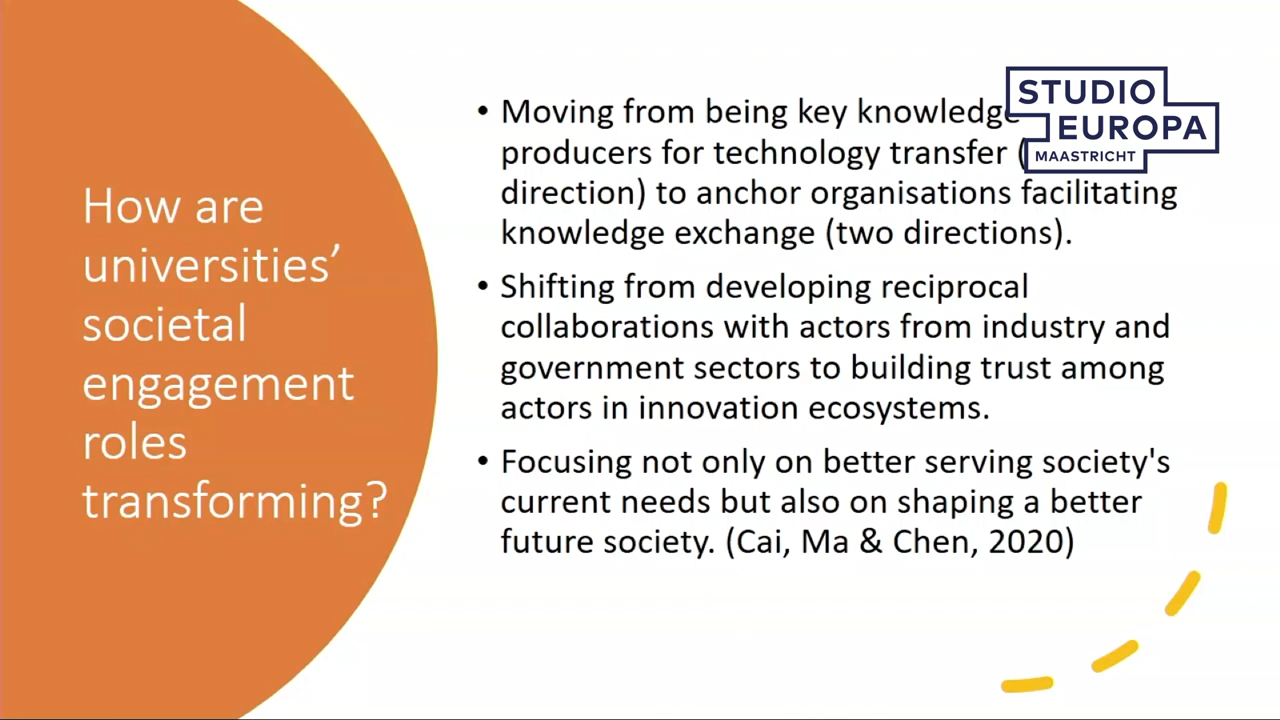 How are
universities’
societal
engagement
roles
transforming?
• Moving from being key knowledge
producers for technology transfer (
direction) to anchor organisations facilitating
knowledge exchange (two directions).
• Shifting from developing reciprocal
collaborations with actors from industry and
government sectors to building trust among
actors in innovation ecosystems.
• Focusing not only on better serving society's
current needs but also on shaping a better
future society. (Cai, Ma & Chen, 2020)
STUDIO
EUROPA
MAASTRICHT